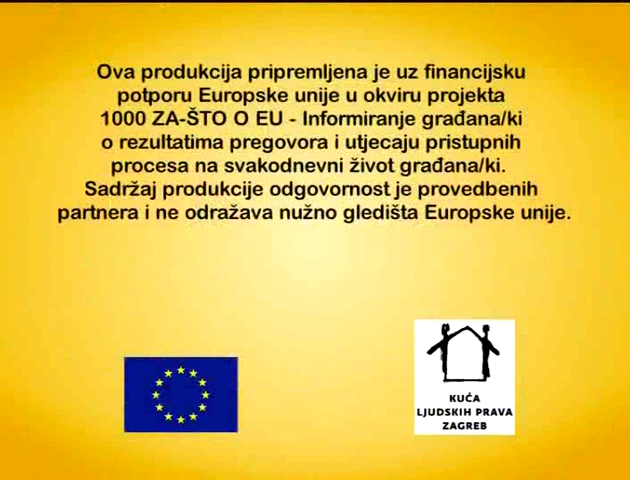 Ova produkcija pripremljena je uz financijsku
potporu Europske unije u okviru projekta
1000 ZA-ŠTO O EU - Informiranje građana/ki
o rezultatima pregovora i utjecaju pristupnih
procesa na svakodnevni život građana/ki.
Sadržaj produkcije odgovornost je provedbenih
partnera i ne odražava nužno gledišta Europske unije.
KUĆA
LJUDSKIH PRAVA
ZAGREB